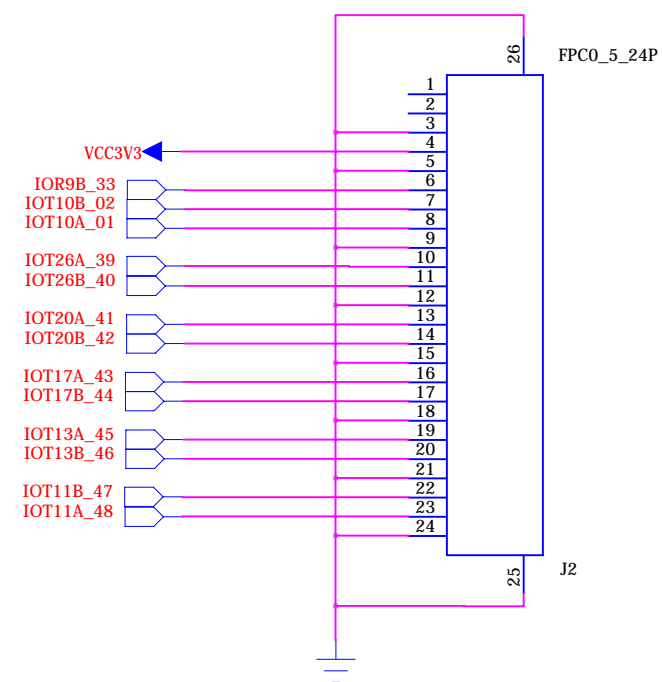 26
FPC0_5_24P
1
2
3
VCC3V3
4
5
IOR9B_33
6
IOT10B_02
7
IOT10A_01
8
9
IOT26A_39
10
IOT26B_40
11
12
IOT20A_41
13
IOT20B_42
14
15
IOT17A_43
16
IOT17B_44
17
18
IOT13A_45
19
IOT13B_46
20
21
IOT11B_47
22
IOT11A_48
23
24
25
J2